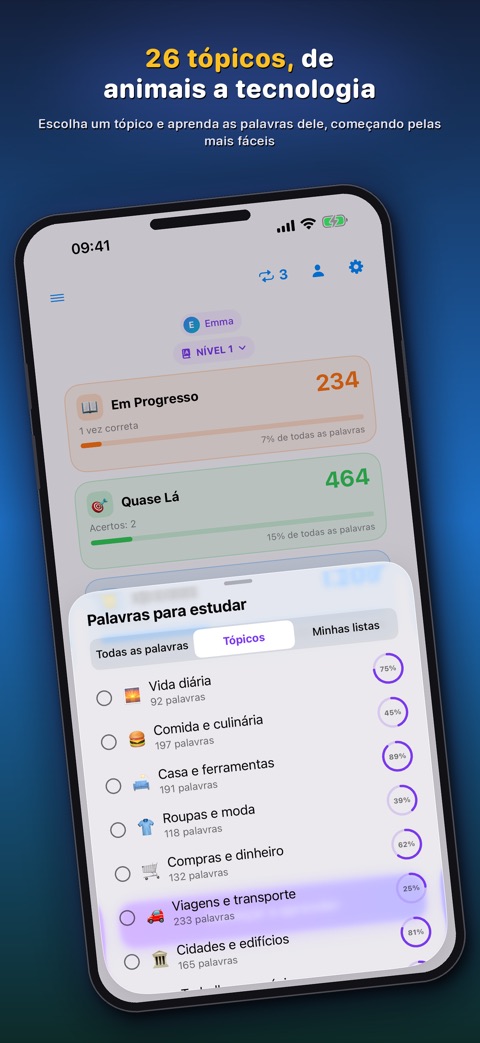 26 tópicos, de
animais a tecnologia
Escolha um tópico e aprenda as palavras dele, começando pelas
mais fáceis
09:41
3
E Emma
NÍVEL 1
Em Progresso
234
1 vez correta
7% de todas as palavras
Quase Lá
464
Acertos: 2
15% de todas as palavras
Palavras para estudar
Todas as palavras
Tópicos
Minhas listas
Vida diária
92 palavras
75%
Comida e culinária
197 palavras
45%
Casa e ferramentas
191 palavras
89%
Roupas e moda
118 palavras
39%
Compras e dinheiro
132 palavras
62%
Viagens e transporte
233 palavras
25%
Cidades e edifícios
165 palavras
81%